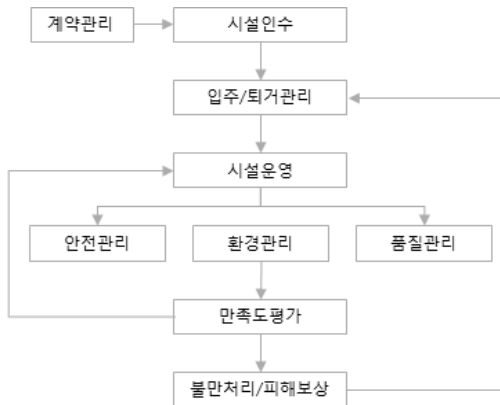 계약관리
시설인수
입주/퇴거관리
시설운영
안전관리
환경관리
품질관리
만족도평가
불만처리/피해보상